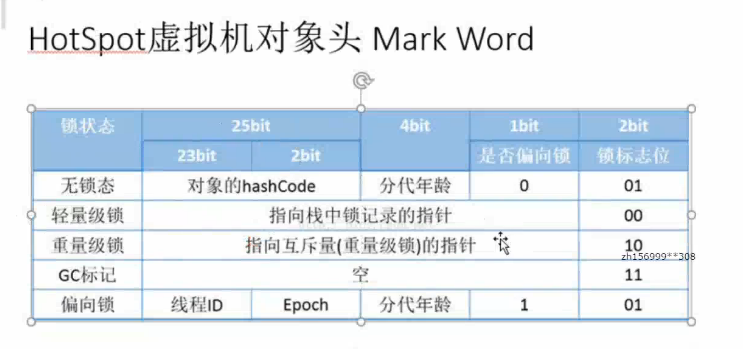 HotSpot虚拟机对象头 Mark Word
锁状态 25bit 4bit 1bit 2bit
23bit 2bit 是否偏向锁 锁标志位
无锁态 对象的hashCode 分代年龄 0 01
轻量级锁 指向栈中锁记录的指针 00
重量级锁 指向互斥量(重量级锁)的指针 10
zh156999**308
GC标记 空 11
偏向锁 线程ID Epoch 分代年龄 1 01